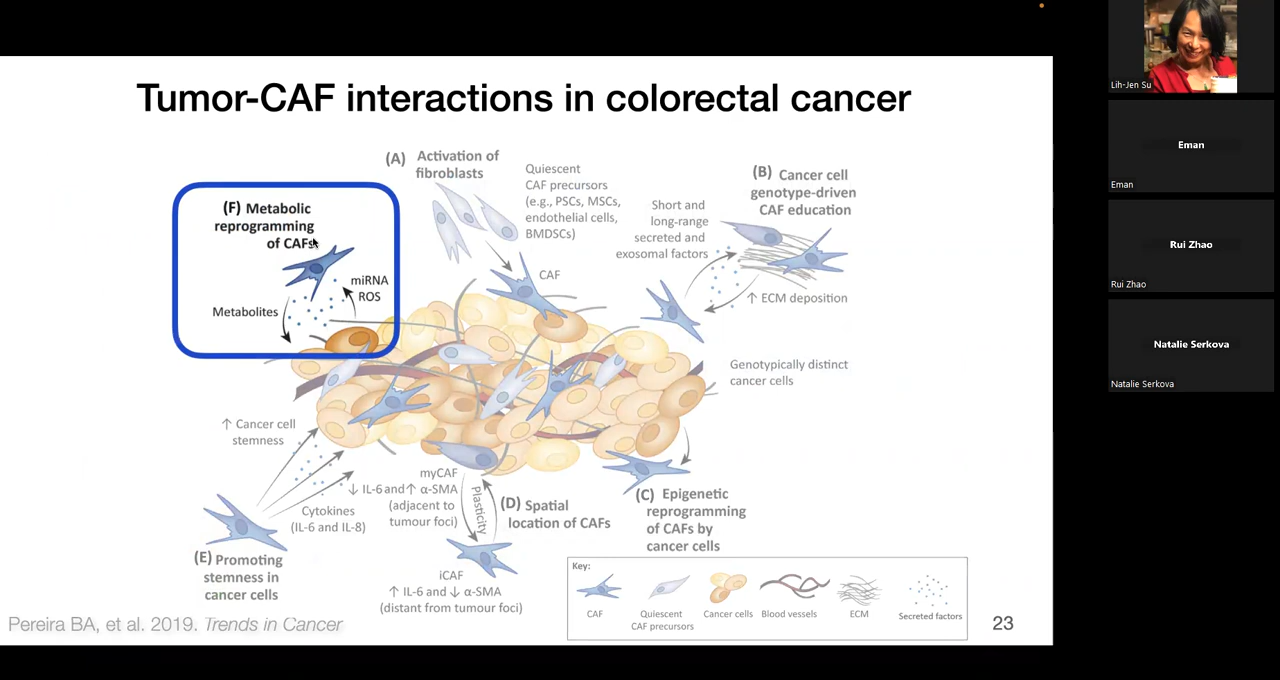 Tumor-CAF interactions in colorectal cancer
(A) Activation of
fibroblasts
Quiescent
CAF precursors
(e.g., PSCs, MSCs,
endothelial cells,
BMDSCs)
CAF
(B) Cancer cell
genotype-driven
CAF education
Short and
long-range
secreted and
exosomal factors
↑ ECM deposition
Genotypically distinct
cancer cells
(C) Epigenetic
reprogramming
of CAFs by
cancer cells
(D) Spatial
location of CAFs
Plasticity
myCAF
↓ IL-6 and ↑ α-SMA
(adjacent to
tumour foci)
iCAF
↑ IL-6 and ↓ α-SMA
(distant from tumour foci)
(E) Promoting
stemness in
cancer cells
Cytokines
(IL-6 and IL-8)
↑ Cancer cell
stemness
(F) Metabolic
reprogramming
of CAFs
miRNA
ROS
Metabolites
Key:
CAF
Quiescent
CAF precursors
Cancer cells
Blood vessels
ECM
Secreted factors
Pereira BA, et al. 2019. Trends in Cancer
23
Lih-Jen Su
Eman
Eman
Rui Zhao
Rui Zhao
Natalie Serkova
Natalie Serkova